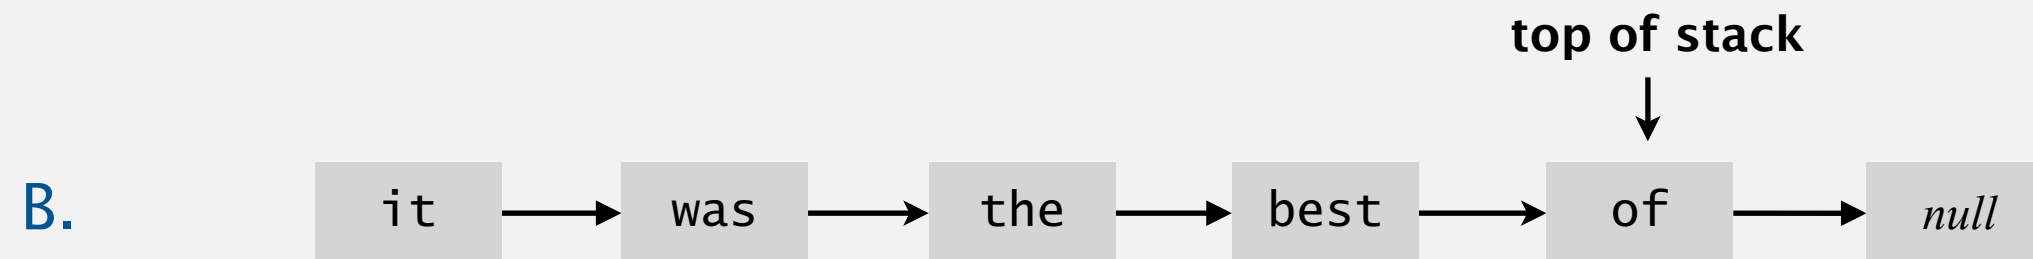 top of stack
B. it was the best of null